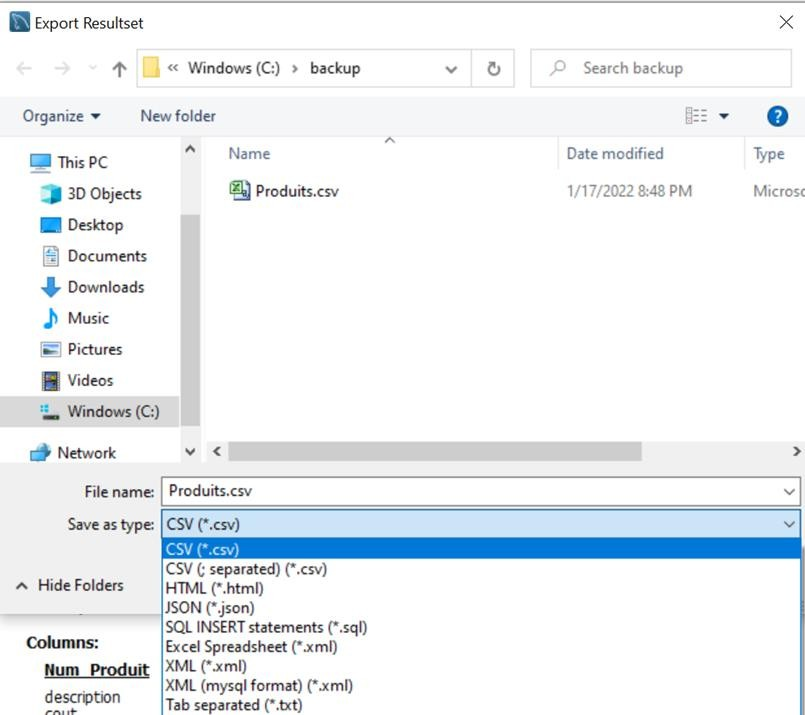 Export Resultset
« Windows (C:) › backup
Search backup
Organize
New folder
?
Name
Date modified
Type
This PC
3D Objects
Desktop
Documents
Downloads
Music
Pictures
Videos
Windows (C:)
Network
Produits.csv
1/17/2022 8:48 PM
Microso
File name: Produits.csv
Save as type: CSV (*.csv)
CSV (*.csv)
CSV (; separated) (*.csv)
HTML (*.html)
JSON (*.json)
SQL INSERT statements (*.sql)
Excel Spreadsheet (*.xml)
XML (*.xml)
XML (mysql format) (*.xml)
Tab separated (*.txt)
Hide Folders
Columns:
Num_Produit
description
cout